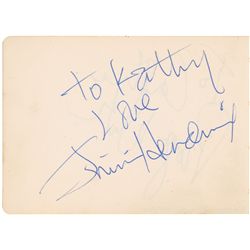 To Kathy
Love
Jimi Hendrix